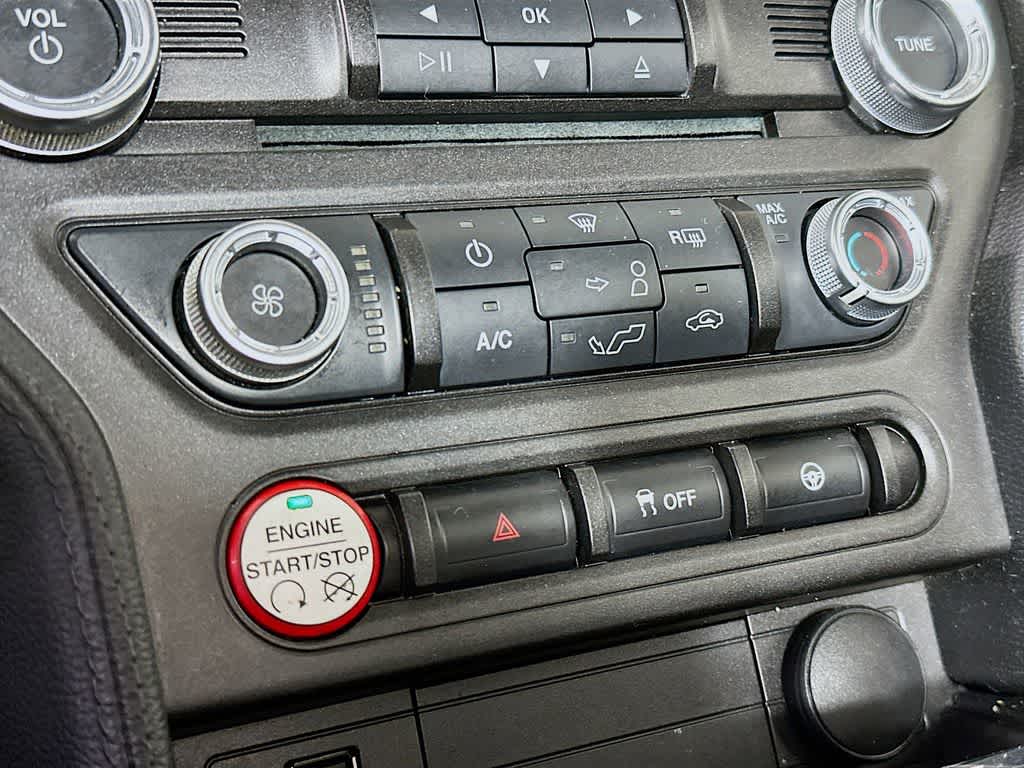 VOL
OK
TUNE
MAX
A/C
R
A/C
OFF
ENGINE
START/STOP